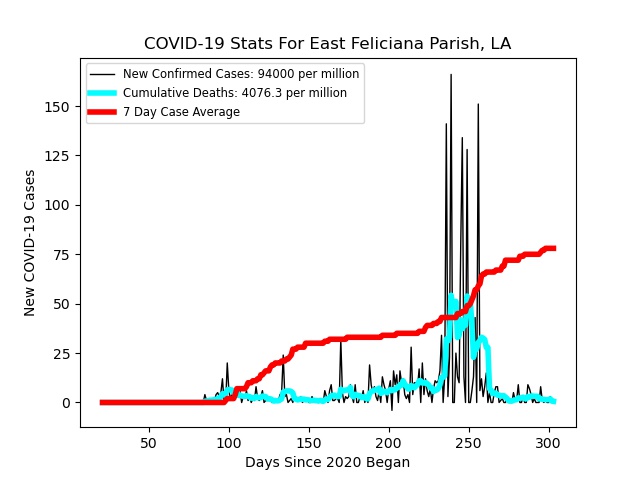 COVID-19 Stats For East Feliciana Parish, LA
New Confirmed Cases: 94000 per million
Cumulative Deaths: 4076.3 per million
7 Day Case Average
New COVID-19 Cases
150
125
100
75
50
25
0
50
100
150
200
250
300
Days Since 2020 Began